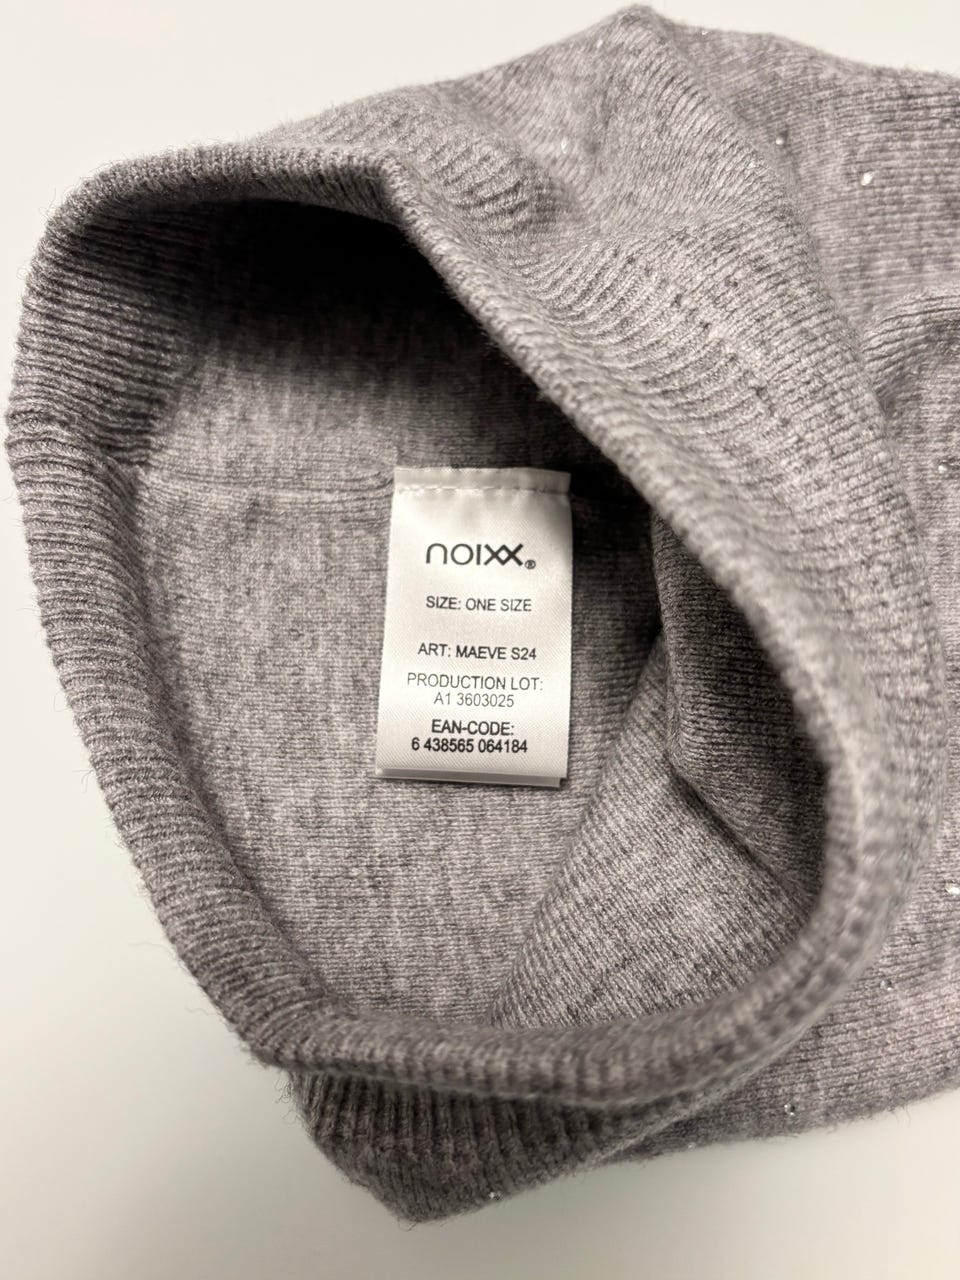 noixx®
SIZE: ONE SIZE
ART: MAEVE S24
PRODUCTION LOT:
A1 3603025
EAN-CODE:
6 438565 064184